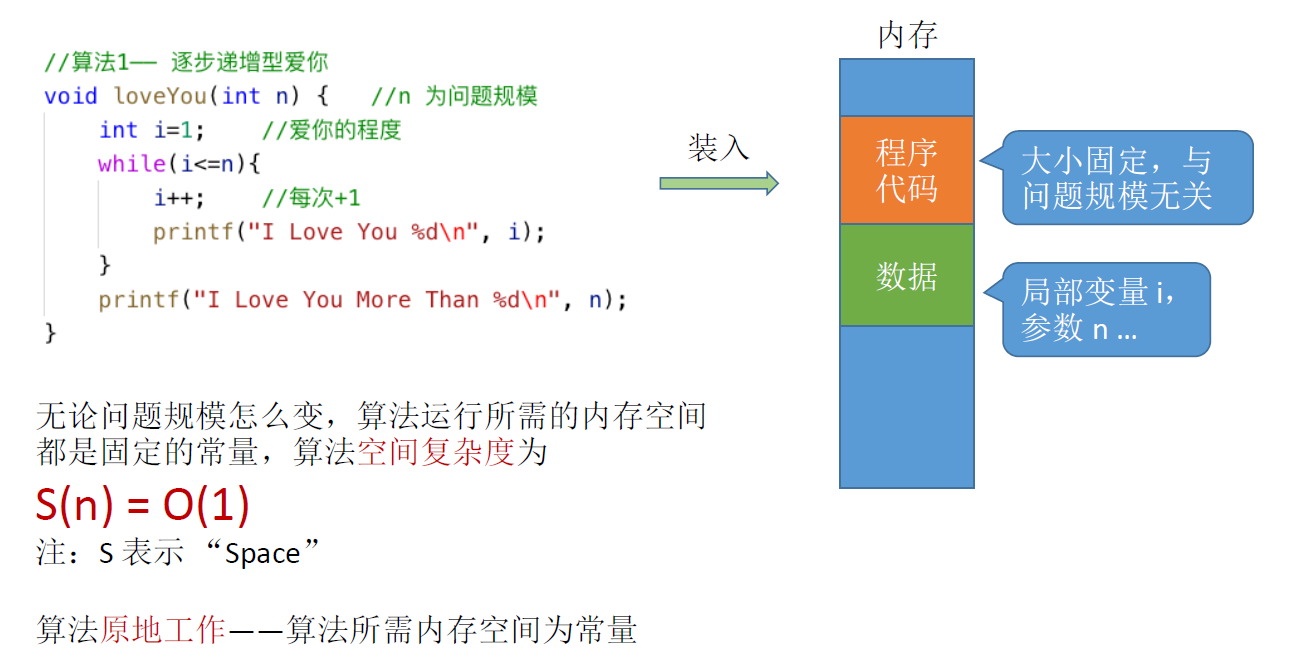 //算法1—— 逐步递增型爱你
void loveYou(int n) {   //n 为问题规模
    int i=1;    //爱你的程度
    while(i<=n){
        i++;    //每次+1
        printf("I Love You %d\n", i);
    }
    printf("I Love You More Than %d\n", n);
}
装入
内存
程序
代码
数据
大小固定，与
问题规模无关
局部变量 i，
参数 n ...
无论问题规模怎么变，算法运行所需的内存空间
都是固定的常量，算法空间复杂度为
S(n) = O(1)
注：S 表示 “Space”
算法原地工作——算法所需内存空间为常量